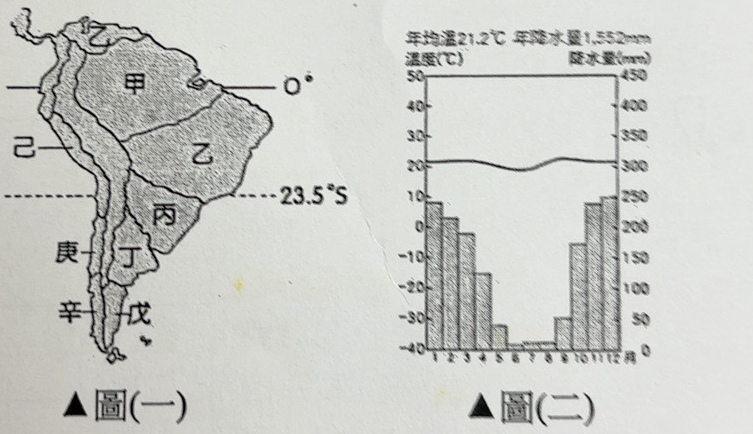 乙
甲
0°
己
乙
23.5°S
丙
庚
丁
辛
戊
▲圖(一)
年均溫21.2℃ 年降水量1,552mm
溫度(℃) 降水量(mm)
50 450
40 400
30 350
20 300
10 250
0 200
-10 150
-20 100
-30 50
-40 0
1 2 3 4 5 6 7 8 9 10 11 12 月
▲圖(二)